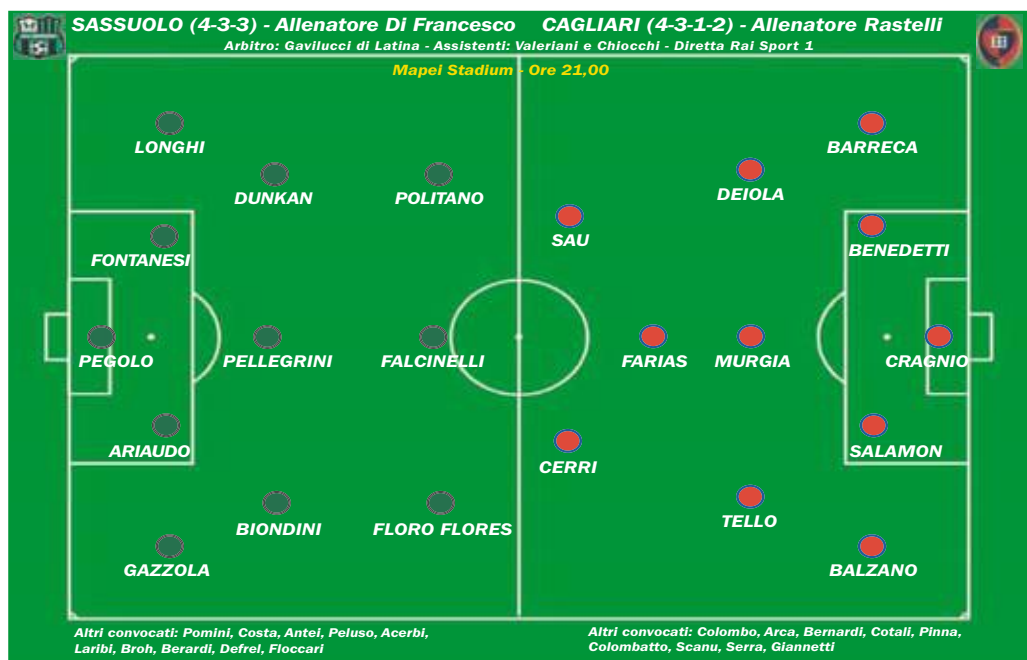 SASSUOLO (4-3-3) - Allenatore Di Francesco CAGLIARI (4-3-1-2) - Allenatore Rastelli
Arbitro: Gavilucci di Latina - Assistenti: Valeriani e Chiocchi - Diretta Rai Sport 1
Mapei Stadium - Ore 21,00
LONGHI
DUNKAN
POLITANO
FONTANESI
PEGOLO
PELLEGRINI
FALCINELLI
ARIAUDO
BIONDINI
FLORO FLORES
GAZZOLA
BARRECA
DEIOLA
SAU
BENEDETTI
FARIAS
MURGIA
CRAGNIO
CERRI
SALAMON
TELLO
BALZANO
Altri convocati: Pomini, Costa, Antei, Peluso, Acerbi,
Laribi, Broh, Berardi, Defrel, Floccari
Altri convocati: Colombo, Arca, Bernardi, Cotali, Pinna,
Colombatto, Scanu, Serra, Giannetti